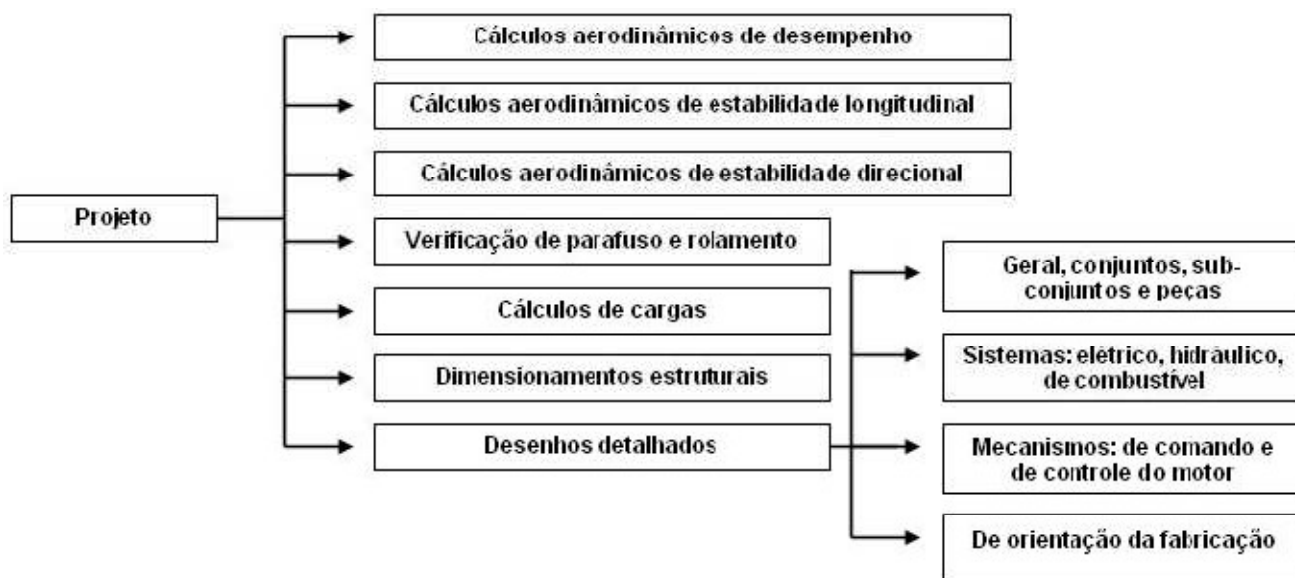 Cálculos aerodinâmicos de desempenho
Cálculos aerodinâmicos de estabilidade longitudinal
Cálculos aerodinâmicos de estabilidade direcional
Projeto
Verificação de parafuso e rolamento
Cálculos de cargas
Dimensionamentos estruturais
Desenhos detalhados
Geral, conjuntos, sub-
conjuntos e peças
Sistemas: elétrico, hidráulico,
de combustível
Mecanismos: de comando e
de controle do motor
De orientação da fabricação